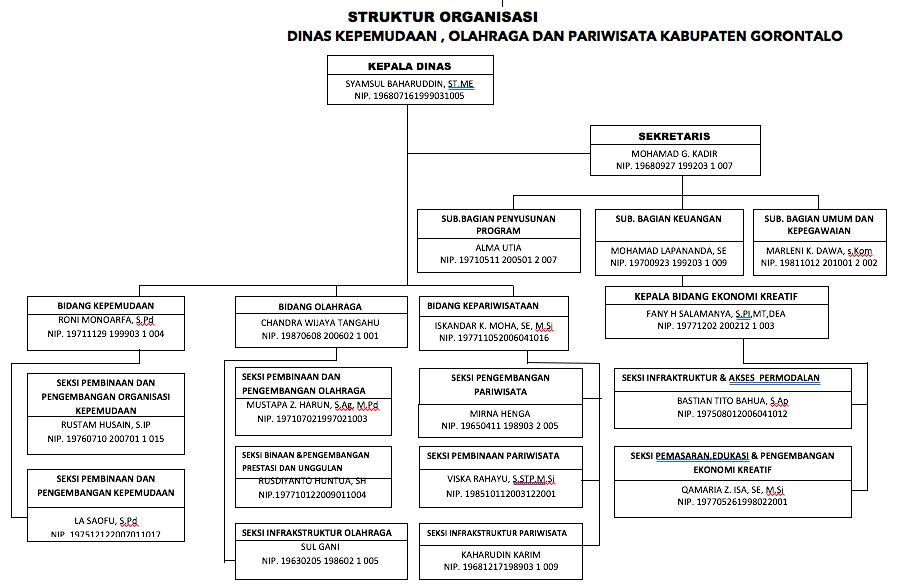 STRUKTUR ORGANISASI
DINAS KEPEMUDAAN , OLAHRAGA DAN PARIWISATA KABUPATEN GORONTALO
KEPALA DINAS
SYAMSUL BAHARUDDIN, ST.ME
NIP. 196807161999031005
SEKRETARIS
MOHAMAD G. KADIR
NIP. 19680927 199203 1 007
SUB.BAGIAN PENYUSUNAN
PROGRAM
ALMA UTIA
NIP. 19710511 200501 2 007
SUB. BAGIAN KEUANGAN
MOHAMAD LAPANANDA, SE
NIP. 19700923 199203 1 009
SUB. BAGIAN UMUM DAN
KEPEGAWAIAN
MARLENI K. DAWA, s,Kom
NIP. 19811012 201001 2 002
BIDANG KEPEMUDAAN
RONI MONOARFA, S.Pd
NIP. 19711129 199903 1 004
BIDANG OLAHRAGA
CHANDRA WIJAYA TANGAHU
NIP. 19870608 200602 1 001
BIDANG KEPARIWISATAAN
ISKANDAR K. MOHA, SE, M.Si
NIP. 197711052006041016
KEPALA BIDANG EKONOMI KREATIF
FANY H SALAMANYA, S.PI,MT,DEA
NIP. 19771202 200212 1 003
SEKSI PEMBINAAN DAN
PENGEMBANGAN ORGANISASI
KEPEMUDAAN
RUSTAM HUSAIN, S.IP
NIP. 19760710 200701 1 015
SEKSI PEMBINAAN DAN
PENGEMBANGAN KEPEMUDAAN
LA SAOFU, S.Pd
NIP. 197512122007011017
SEKSI PEMBINAAN DAN
PENGEMBANGAN OLAHRAGA
MUSTAPA Z. HARUN, S.Ag, M.Pd
NIP. 197107021997021003
SEKSI BINAAN &PENGEMBANGAN
PRESTASI DAN UNGGULAN
RUSDIYANTO HUNTUA, SH
NIP.197710122009011004
SEKSI INFRAKSTRUKTUR OLAHRAGA
SUL GANI
NIP. 19630205 198602 1 005
SEKSI PENGEMBANGAN
PARIWISATA
MIRNA HENGA
NIP. 19650411 198903 2 005
SEKSI PEMBINAAN PARIWISATA
VISKA RAHAYU, S.STP,M.Si
NIP. 198510112003122001
SEKSI INFRAKSTRUKTUR PARIWISATA
KAHARUDIN KARIM
NIP. 19681217198903 1 009
SEKSI INFRAKTRUKTUR & AKSES PERMODALAN
BASTIAN TITO BAHUA, S.Ap
NIP. 197508012006041012
SEKSI PEMASARAN.EDUKASI & PENGEMBANGAN
EKONOMI KREATIF
QAMARIA Z. ISA, SE, M.Si
NIP. 197705261998022001